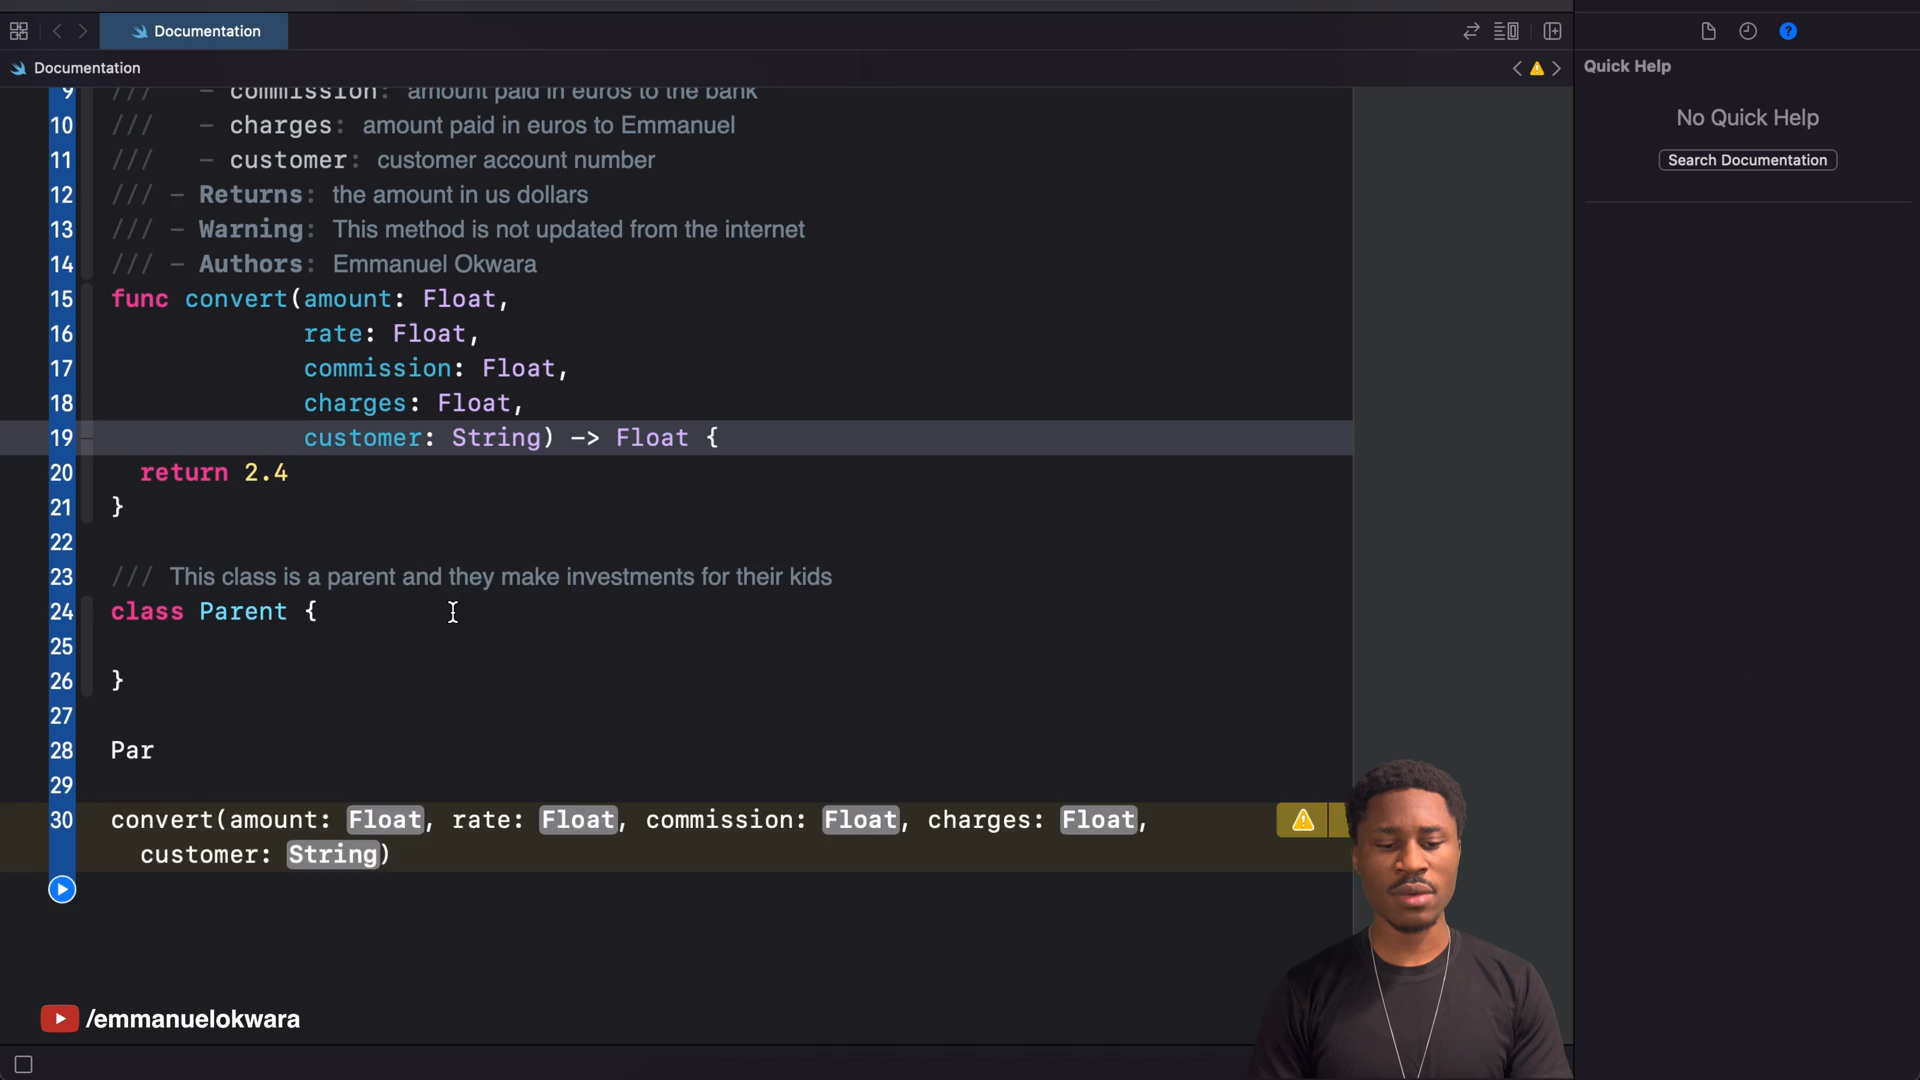 Documentation
Documentation
Quick Help
No Quick Help
Search Documentation
9 /// - commission: amount paid in euros to the bank
10 /// - charges: amount paid in euros to Emmanuel
11 /// - customer: customer account number
12 /// - Returns: the amount in us dollars
13 /// - Warning: This method is not updated from the internet
14 /// - Authors: Emmanuel Okwara
15 func convert(amount: Float,
16 rate: Float,
17 commission: Float,
18 charges: Float,
19 customer: String) -> Float {
20 return 2.4
21 }
22
23 /// This class is a parent and they make investments for their kids
24 class Parent {
25
26 }
27
28 Par
29
30 convert(amount: Float, rate: Float, commission: Float, charges: Float,
customer: String)
/emmanuelokwara